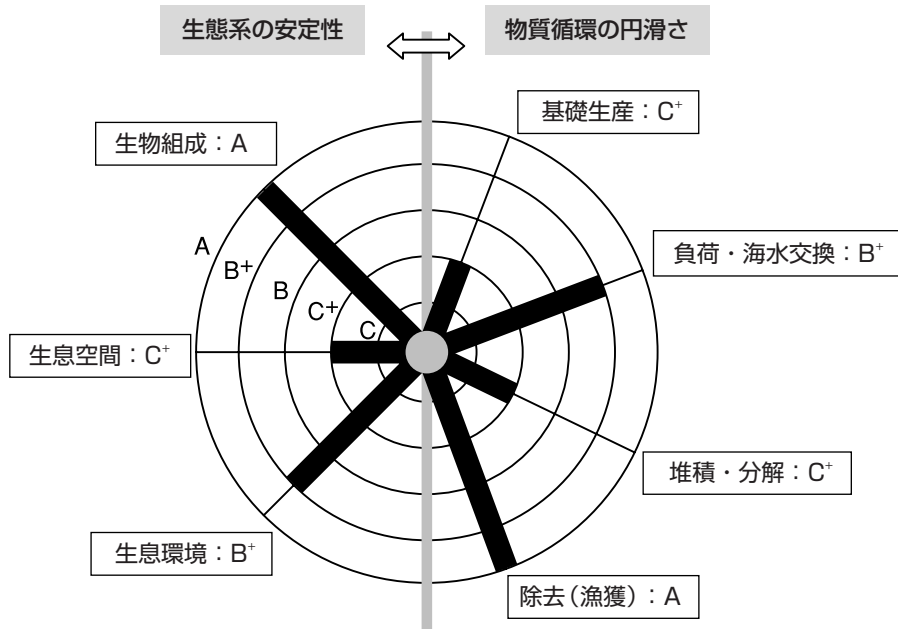 生態系の安定性
物質循環の円滑さ
基礎生産：C⁺
生物組成：A
負荷・海水交換：B⁺
A
B+
B
C+
C
生息空間：C⁺
堆積・分解：C⁺
生息環境：B⁺
除去（漁獲）：A